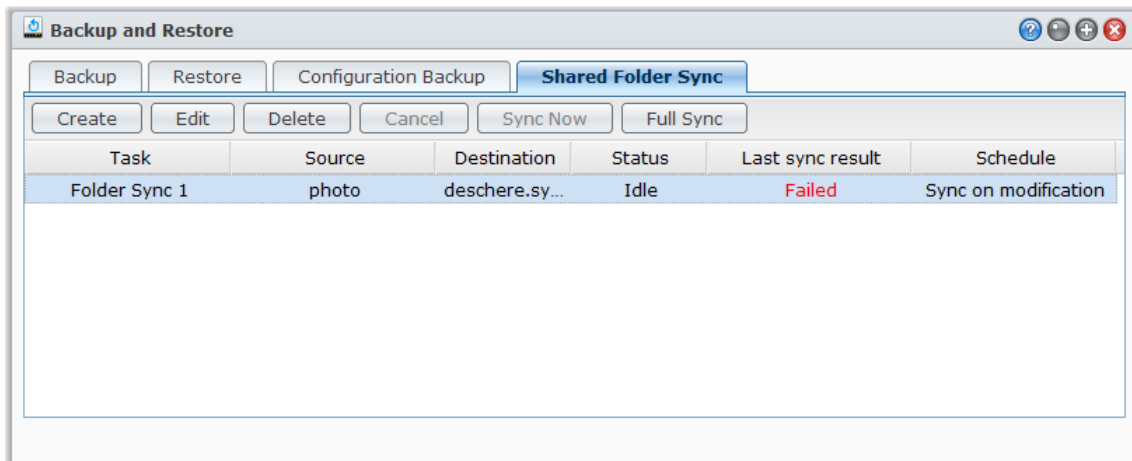 Backup and Restore
Backup Restore Configuration Backup Shared Folder Sync
Create Edit Delete Cancel Sync Now Full Sync
Task Source Destination Status Last sync result Schedule
Folder Sync 1 photo deschere.sy... Idle Failed Sync on modification